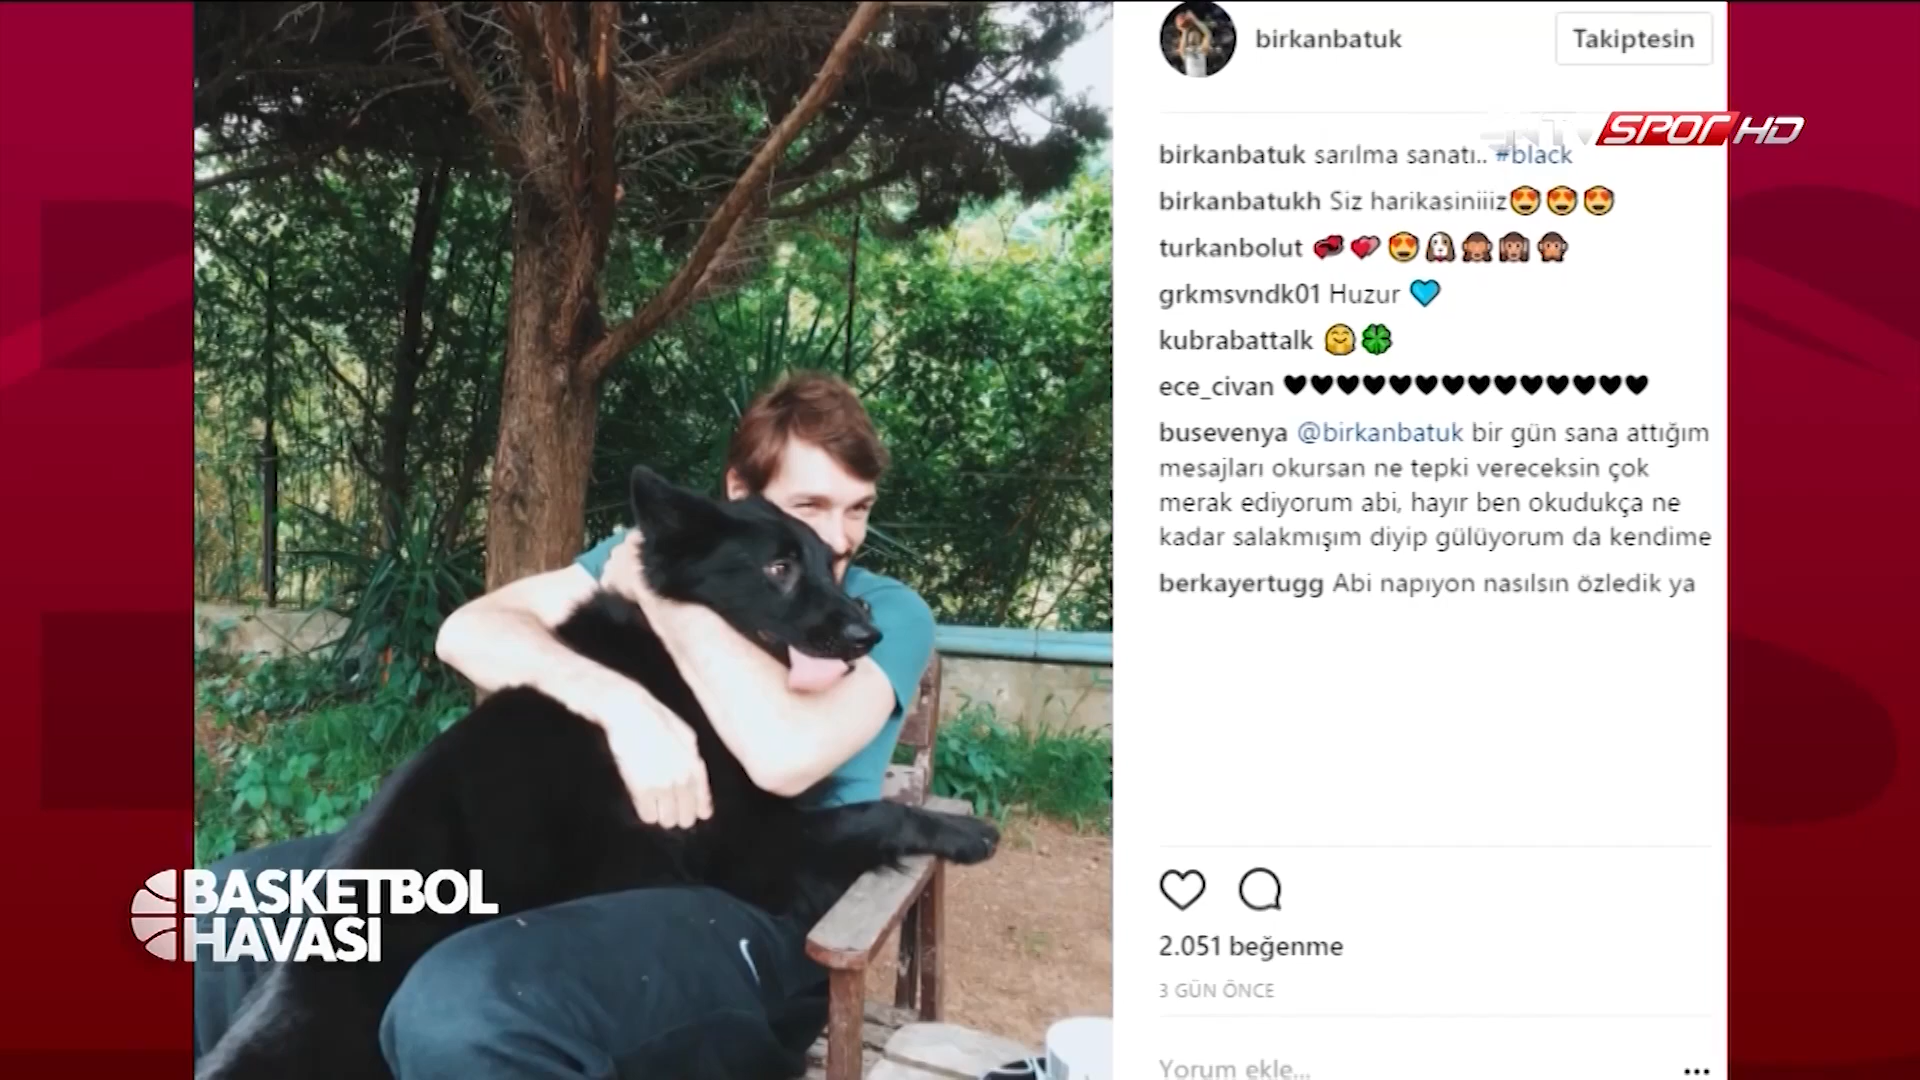 birkanbatuk
Takiptesin
NTV SPOR HD
birkanbatuk sarılma sanatı.. #black
birkanbatukh Siz harikasiniiiz😍😍😍
turkanbolut 💞💕😍🐶🙈🙉🙊
grkmsvndk01 Huzur 💙
kubrabattalk 🤗🍀
ece_civan ♥♥♥♥♥♥♥♥♥♥♥♥♥♥
busevenya @birkanbatuk bir gün sana attığım
mesajları okursan ne tepki vereceksin çok
merak ediyorum abi, hayır ben okudukça ne
kadar salakmışım diyip gülüyorum da kendime
berkayertugg Abi napıyon nasılsın özledik ya
2.051 beğenme
3 GÜN ÖNCE
Yorum ekle...
BASKETBOL
HAVASI